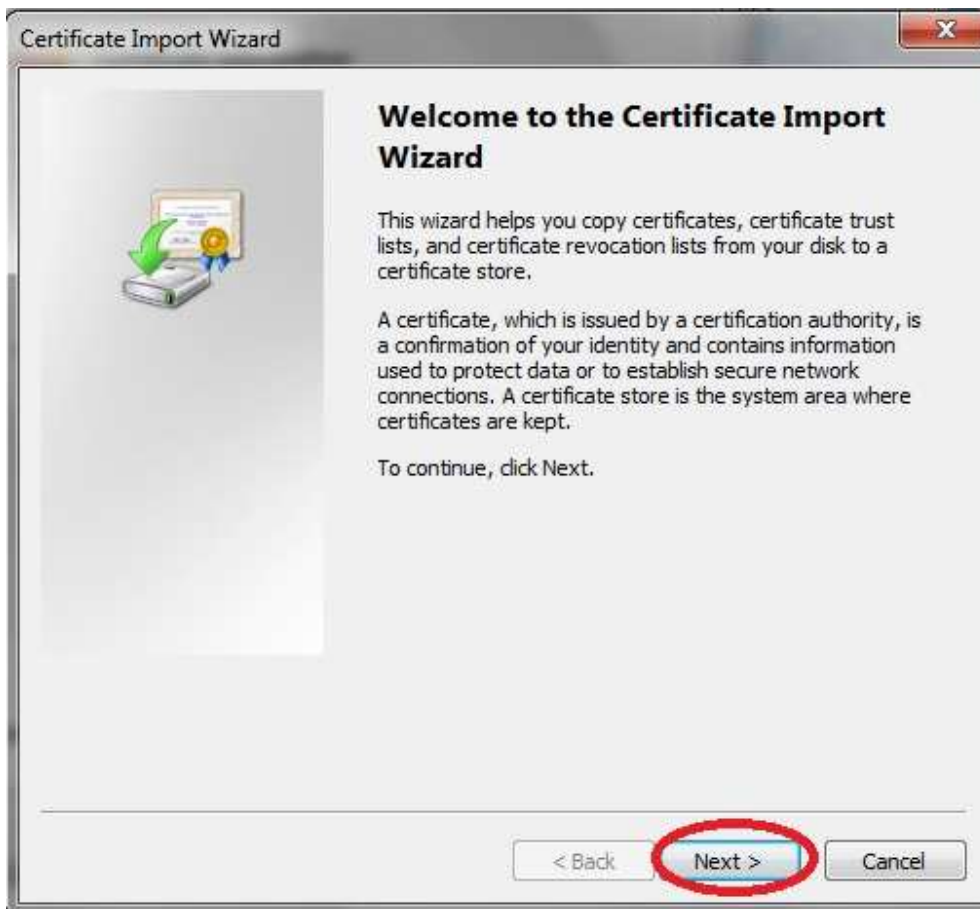 Certificate Import Wizard
Welcome to the Certificate Import
Wizard
This wizard helps you copy certificates, certificate trust
lists, and certificate revocation lists from your disk to a
certificate store.
A certificate, which is issued by a certification authority, is
a confirmation of your identity and contains information
used to protect data or to establish secure network
connections. A certificate store is the system area where
certificates are kept.
To continue, click Next.
< Back
Next >
Cancel